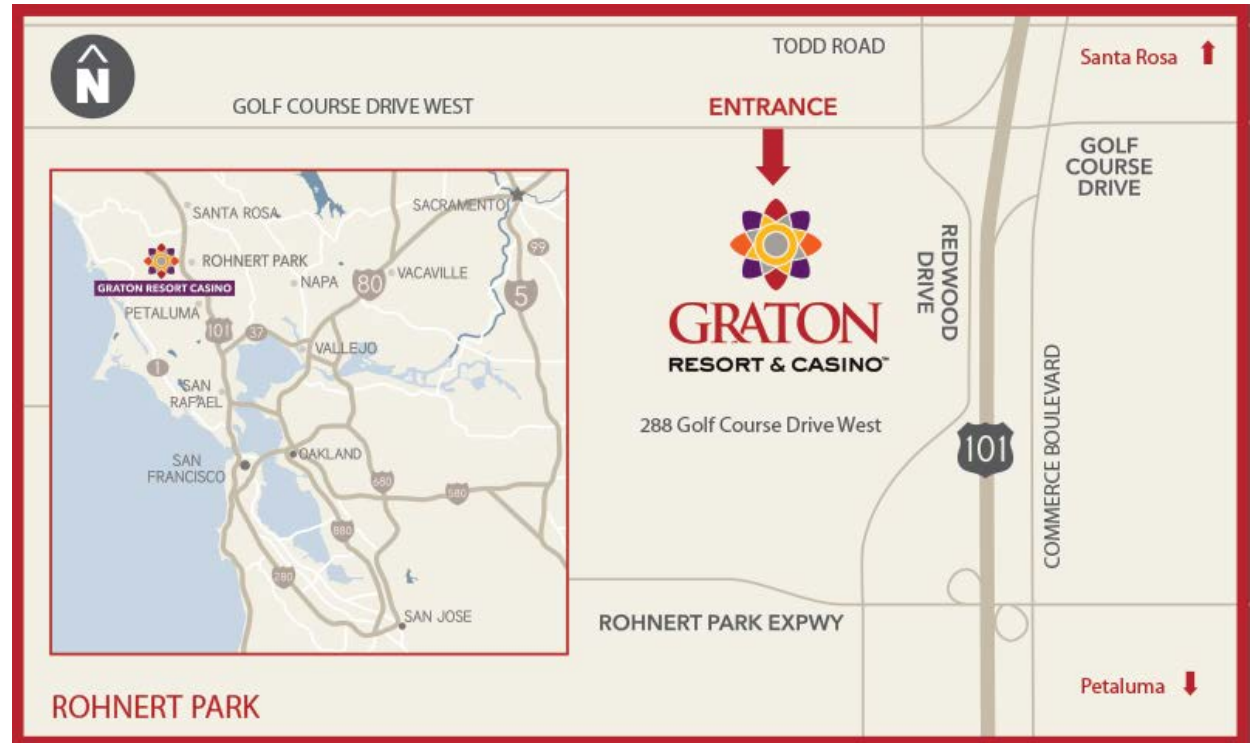 N
TODD ROAD
Santa Rosa
GOLF COURSE DRIVE WEST
ENTRANCE
GOLF
COURSE
DRIVE
REDWOOD
DRIVE
GRATON
RESORT & CASINO™
288 Golf Course Drive West
101
COMMERCE BOULEVARD
ROHNERT PARK EXPWY
Petaluma
SANTA ROSA
SACRAMENTO
99
ROHNERT PARK
GRATON RESORT CASINO
NAPA
80
VACAVILLE
5
PETALUMA
101
37
VALLEJO
1
SAN
RAFAEL
SAN
FRANCISCO
OAKLAND
680
580
880
280
SAN JOSE
ROHNERT PARK